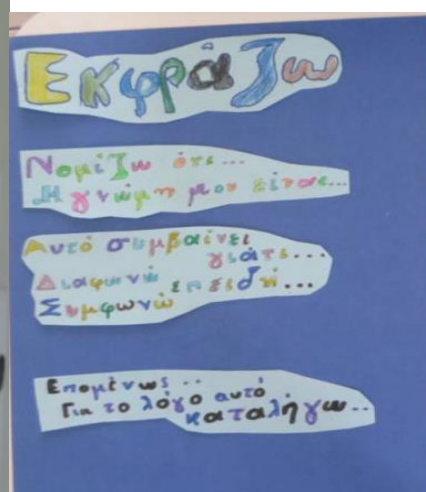 Εκφράζω
Νομίζω ότι...
Η γνώμη μου είναι...
Αυτό συμβαίνει
γιατί...
Διαφωνώ επειδή...
Συμφωνώ
Επομένως..
Για το λόγο αυτό
καταλήγω..